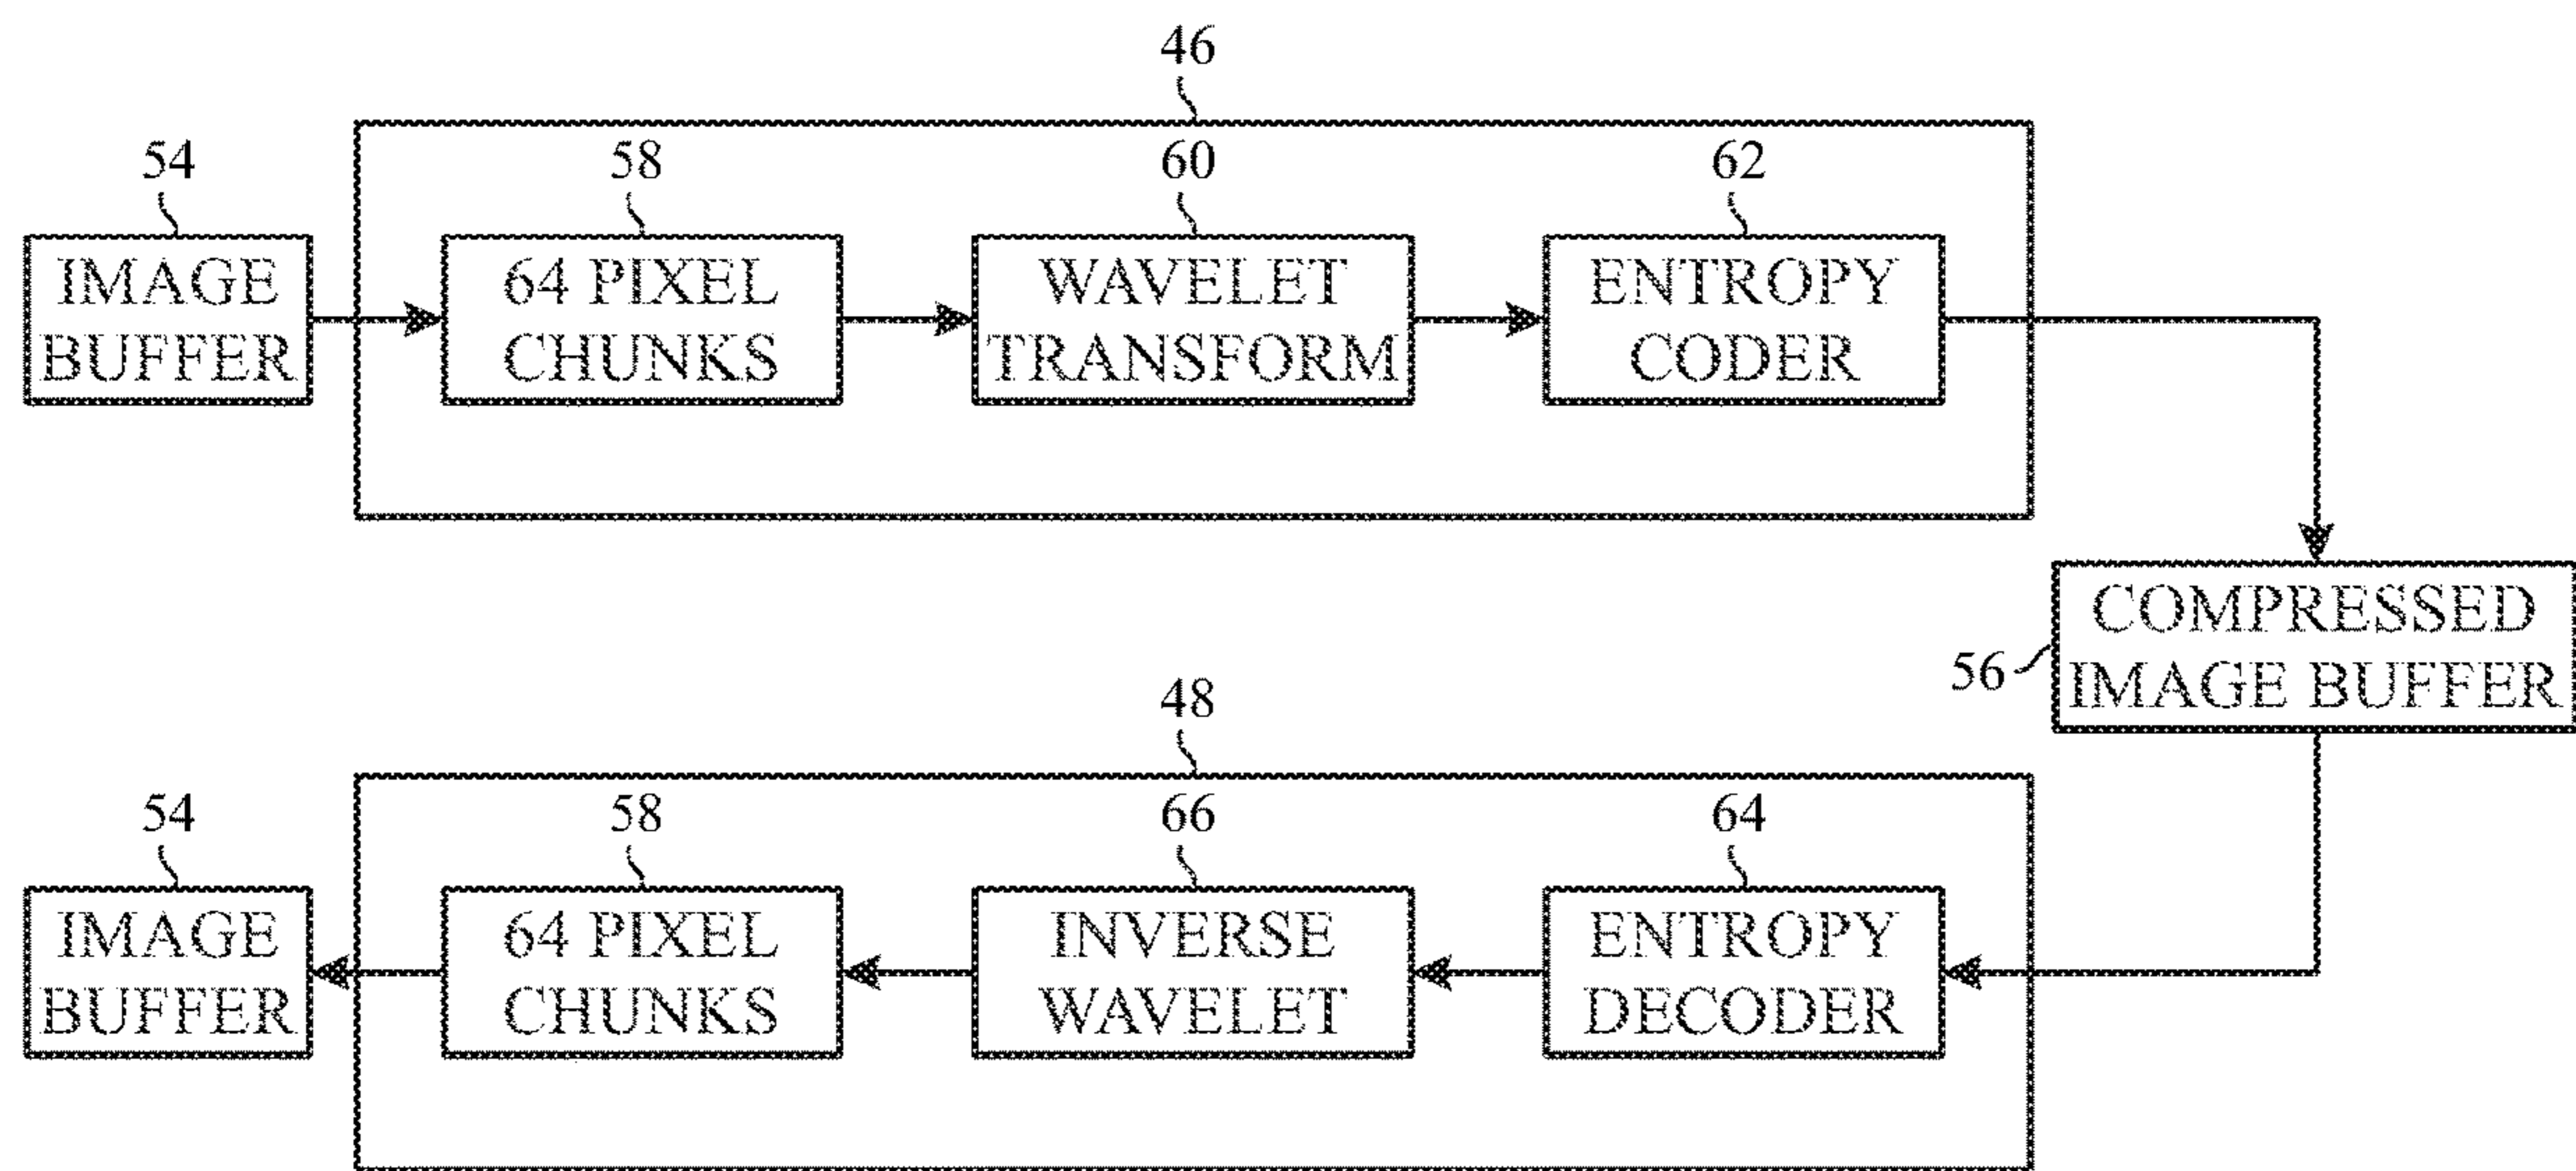 46
54
58
60
62
IMAGE
BUFFER
64 PIXEL
CHUNKS
WAVELET
TRANSFORM
ENTROPY
CODER
COMPRESSED
IMAGE BUFFER
56
48
54
58
66
64
IMAGE
BUFFER
64 PIXEL
CHUNKS
INVERSE
WAVELET
ENTROPY
DECODER